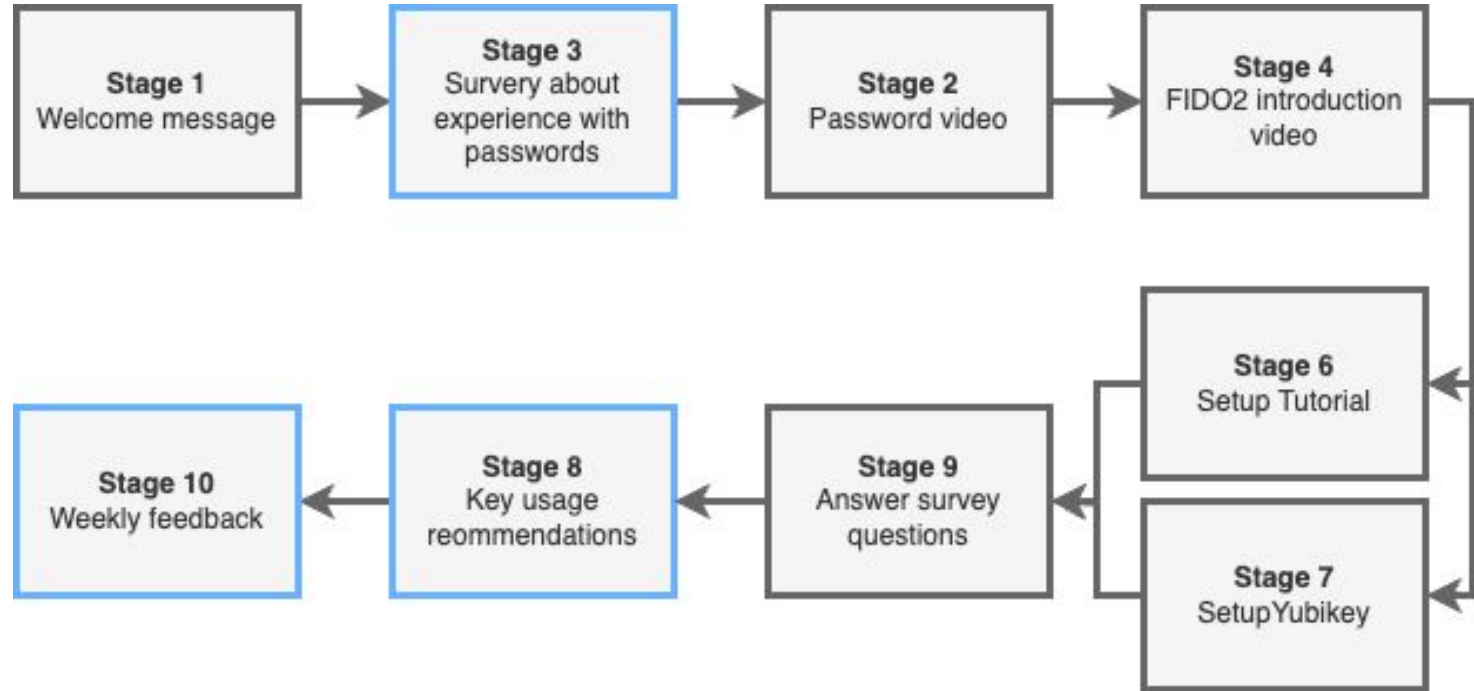 Stage 1
Welcome message
Stage 3
Survery about
experience with
passwords
Stage 2
Password video
Stage 4
FIDO2 introduction
video
Stage 6
Setup Tutorial
Stage 7
SetupYubikey
Stage 9
Answer survey
questions
Stage 8
Key usage
reommendations
Stage 10
Weekly feedback